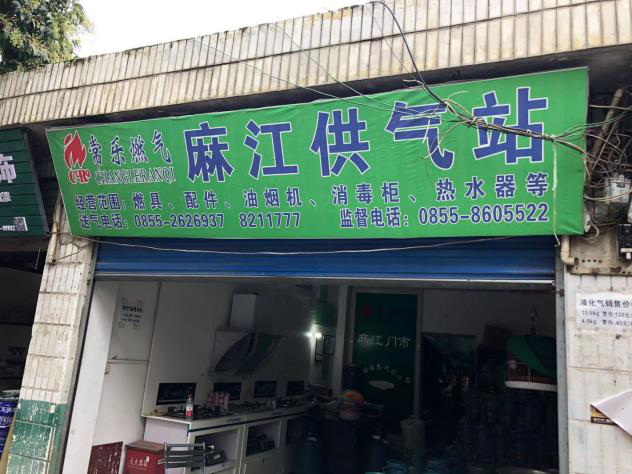 常乐燃气
CHANGLERANQI
麻江供气站
经营范围:燃具、配件、油烟机、消毒柜、热水器等
送气电话:0855-2626937 8211777 监督电话:0855-8605522
液化气销售价
麻江门市